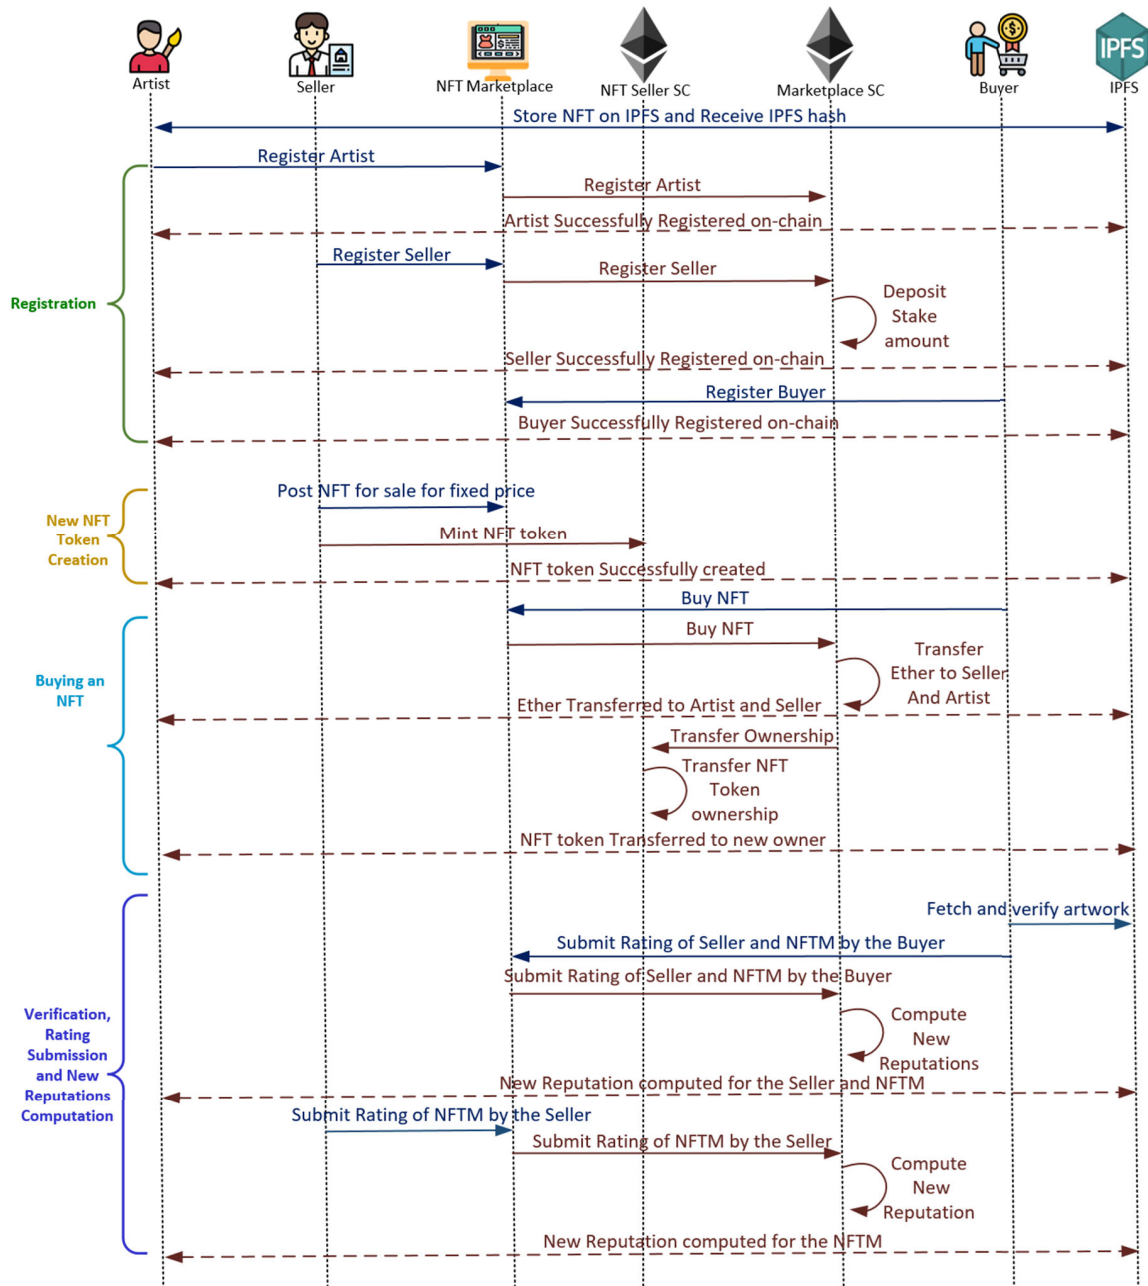 IPFS
Artist
Seller
NFT Marketplace
NFT Seller SC
Marketplace SC
Buyer
IPFS
Store NFT on IPFS and Receive IPFS hash
Register Artist
Register Artist
Artist Successfully Registered on-chain
Register Seller
Register Seller
Registration
Deposit
Stake
amount
Seller Successfully Registered on-chain
Register Buyer
Buyer Successfully Registered on-chain
Post NFT for sale for fixed price
New NFT
Token
Creation
Mint NFT token
NFT token Successfully created
Buy NFT
Buy NFT
Buying an
NFT
Transfer
Ether to Seller
And Artist
Ether Transferred to Artist and Seller
Transfer Ownership
Transfer NFT
Token
ownership
NFT token Transferred to new owner
Fetch and verify artwork
Submit Rating of Seller and NFTM by the Buyer
Submit Rating of Seller and NFTM by the Buyer
Verification,
Rating
Submission
and New
Reputations
Computation
Compute
New
Reputations
New Reputation computed for the Seller and NFTM
Submit Rating of NFTM by the Seller
Submit Rating of NFTM by the Seller
Compute
New
Reputation
New Reputation computed for the NFTM